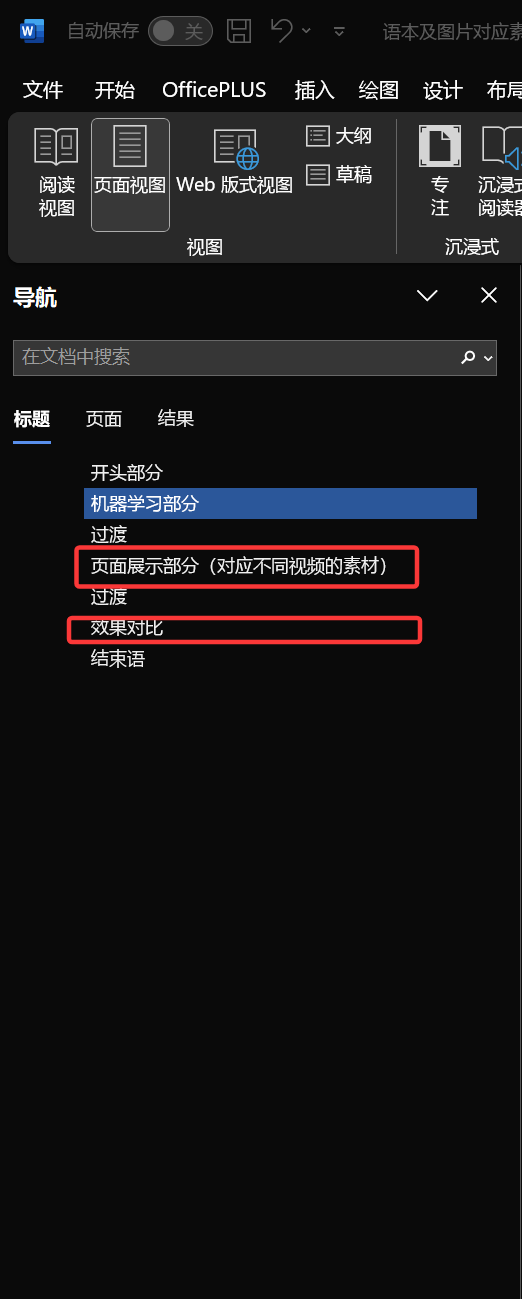 W 自动保存 关 语本及图片对应素
文件 开始 OfficePLUS 插入 绘图 设计 布局
阅读
视图
页面视图
Web 版式视图
大纲
草稿
视图
专
注
沉浸式
阅读器
沉浸式
导航
在文档中搜索
标题 页面 结果
开头部分
机器学习部分
过渡
页面展示部分（对应不同视频的素材）
过渡
效果对比
结束语